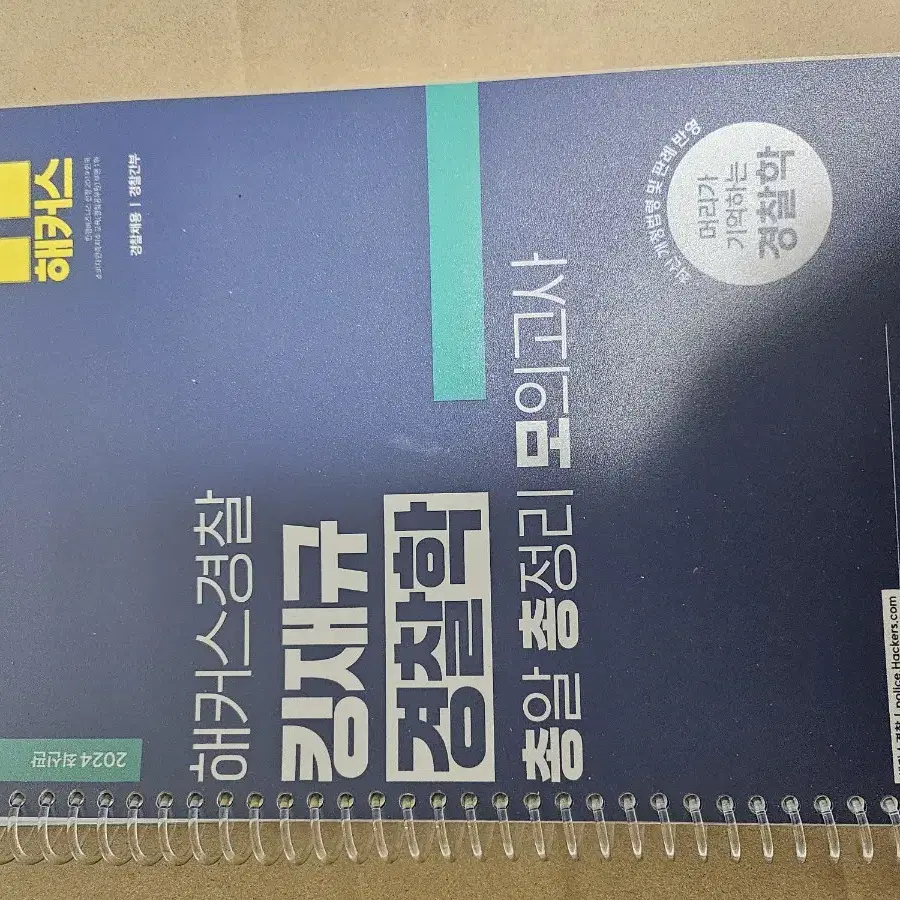 해커스
경찰채용 | 경찰간부
2024 최신판
해커스경찰
킹재규
경찰학
총알 총정리 모의고사
최신 개정법령 및 판례 반영
머리가
기억하는
경찰학
police.Hackers.com